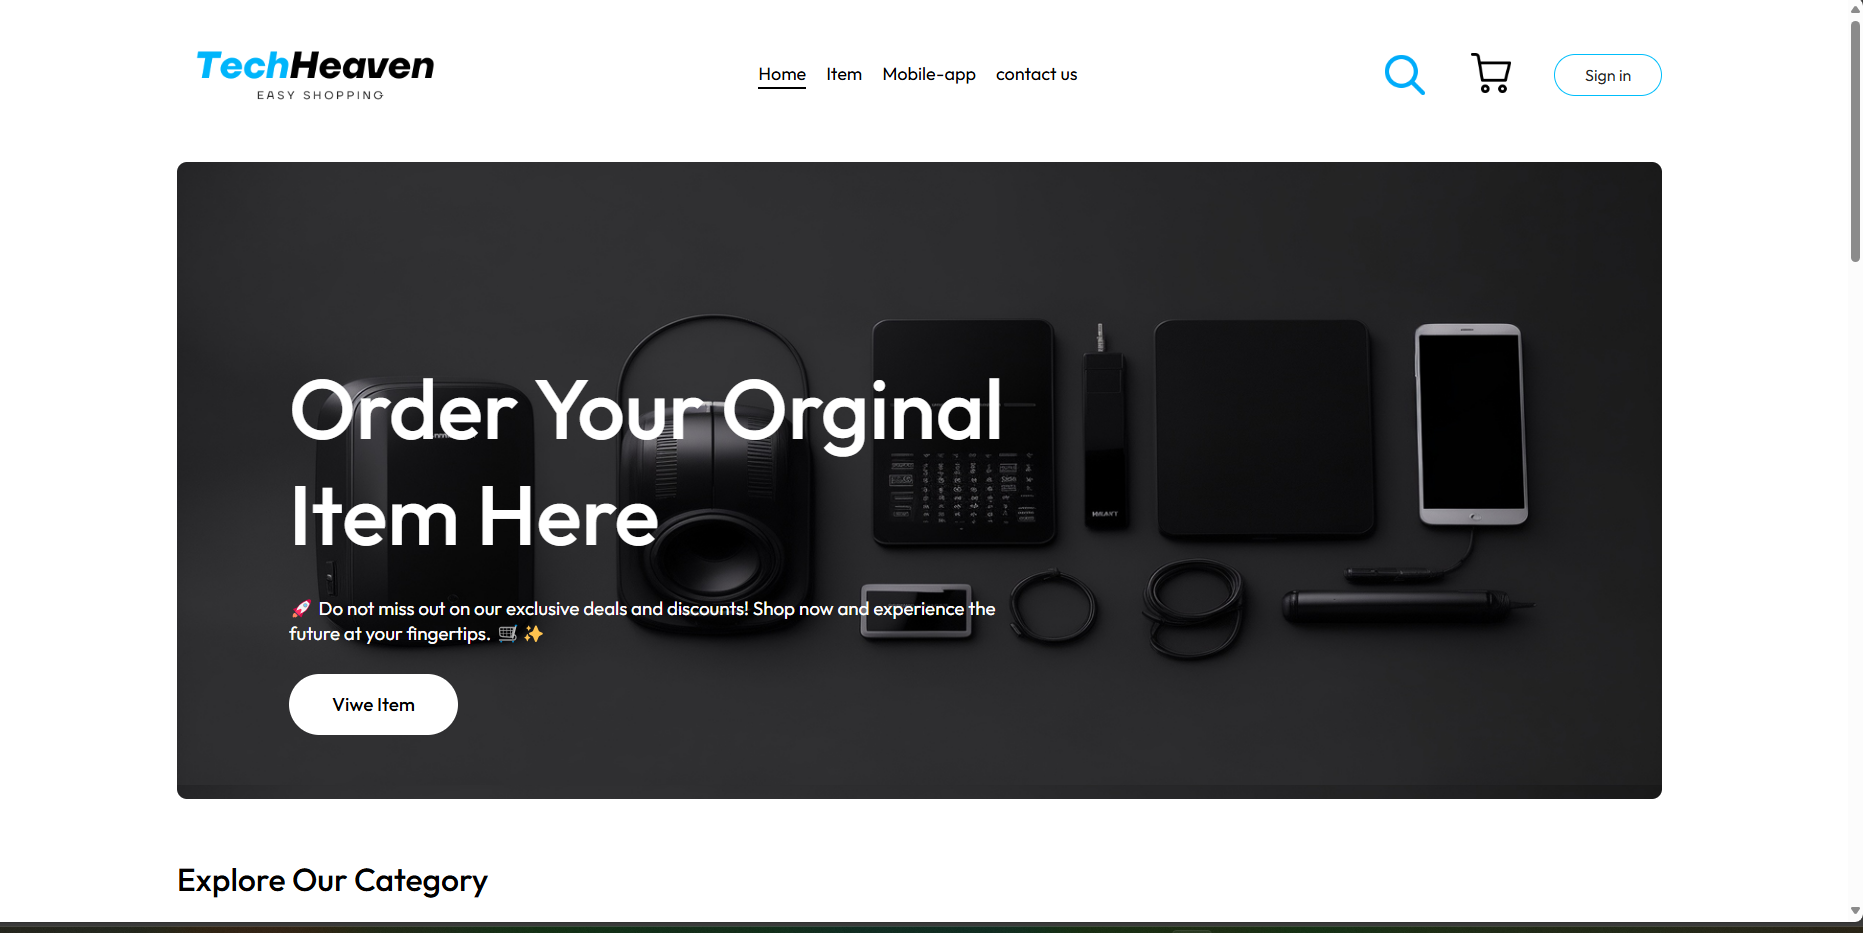 TechHeaven
EASY SHOPPING
Home Item Mobile-app contact us
Sign in
Order Your Orginal
Item Here
🚀 Do not miss out on our exclusive deals and discounts! Shop now and experience the
future at your fingertips. 🛒 ✨
Viwe Item
Explore Our Category